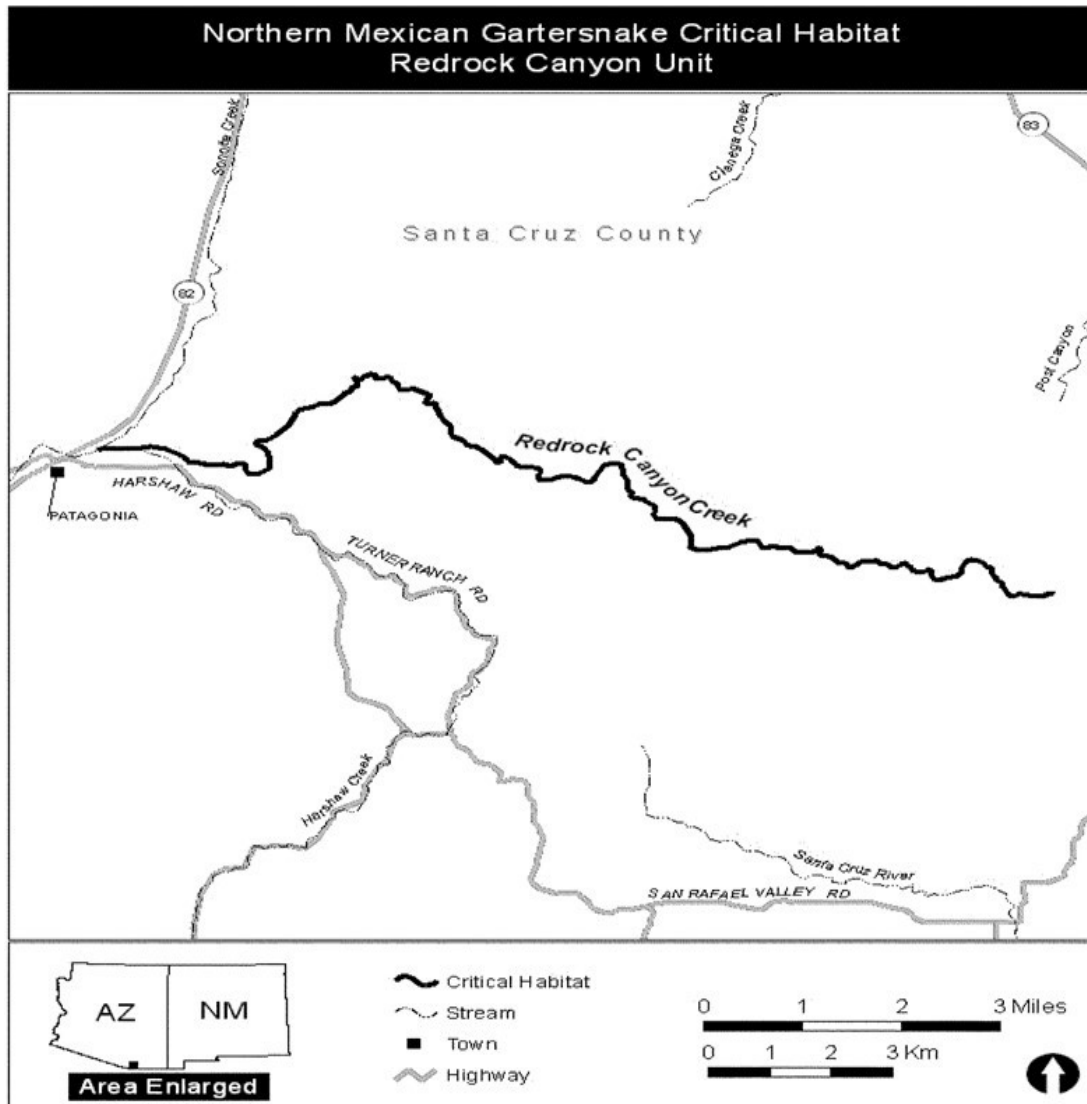 Northern Mexican Gartersnake Critical Habitat
Redrock Canyon Unit
Sonoita Creek
Cienega Creek
83
Santa Cruz County
82
Post Canyon
Redrock Canyon Creek
HARSHAW RD
PATAGONIA
TURNER RANCH RD
Harshaw Creek
Santa Cruz River
SAN RAFAEL VALLEY RD
AZ
NM
Area Enlarged
Critical Habitat
Stream
Town
Highway
0 1 2 3 Miles
0 1 2 3 Km